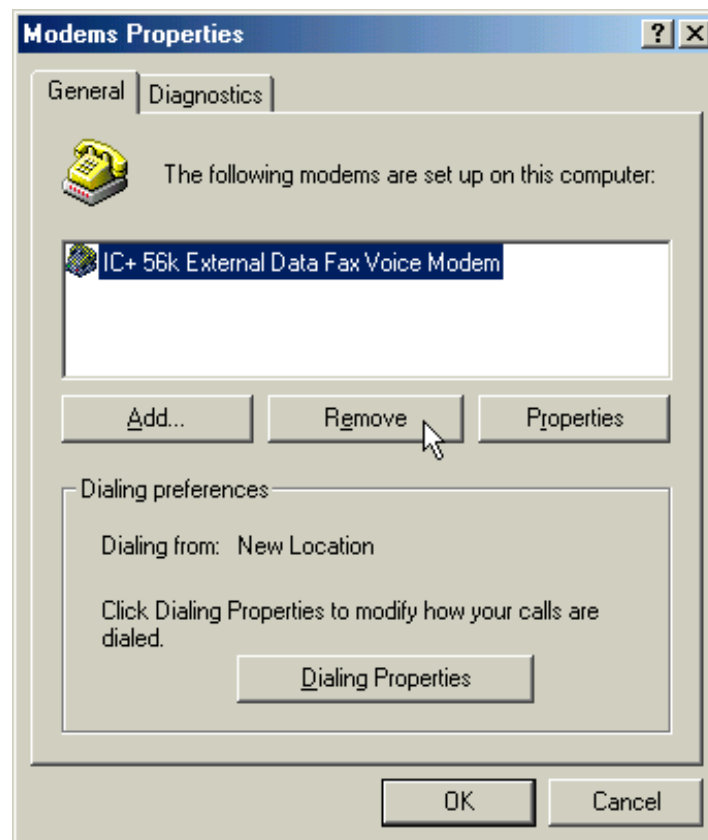 Modems Properties
General
Diagnostics
The following modems are set up on this computer:
IC+ 56k External Data Fax Voice Modem
Add...
Remove
Properties
Dialing preferences
Dialing from: New Location
Click Dialing Properties to modify how your calls are
dialed.
Dialing Properties
OK
Cancel